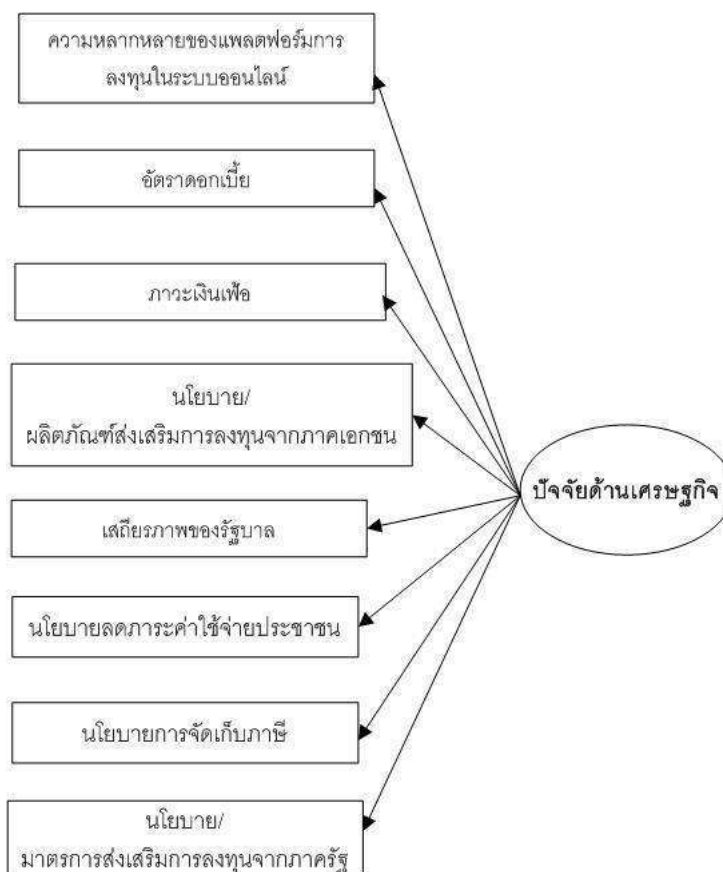 ความหลากหลายของแพลตฟอร์มการ
ลงทุนในระบบออนไลน์
อัตราดอกเบี้ย
ภาวะเงินเฟ้อ
นโยบาย/
ผลิตภัณฑ์ส่งเสริมการลงทุนจากภาคเอกชน
ปัจจัยด้านเศรษฐกิจ
เสถียรภาพของรัฐบาล
นโยบายลดภาระค่าใช้จ่ายประชาชน
นโยบายการจัดเก็บภาษี
นโยบาย/
มาตรการส่งเสริมการลงทุนจากภาครัฐ